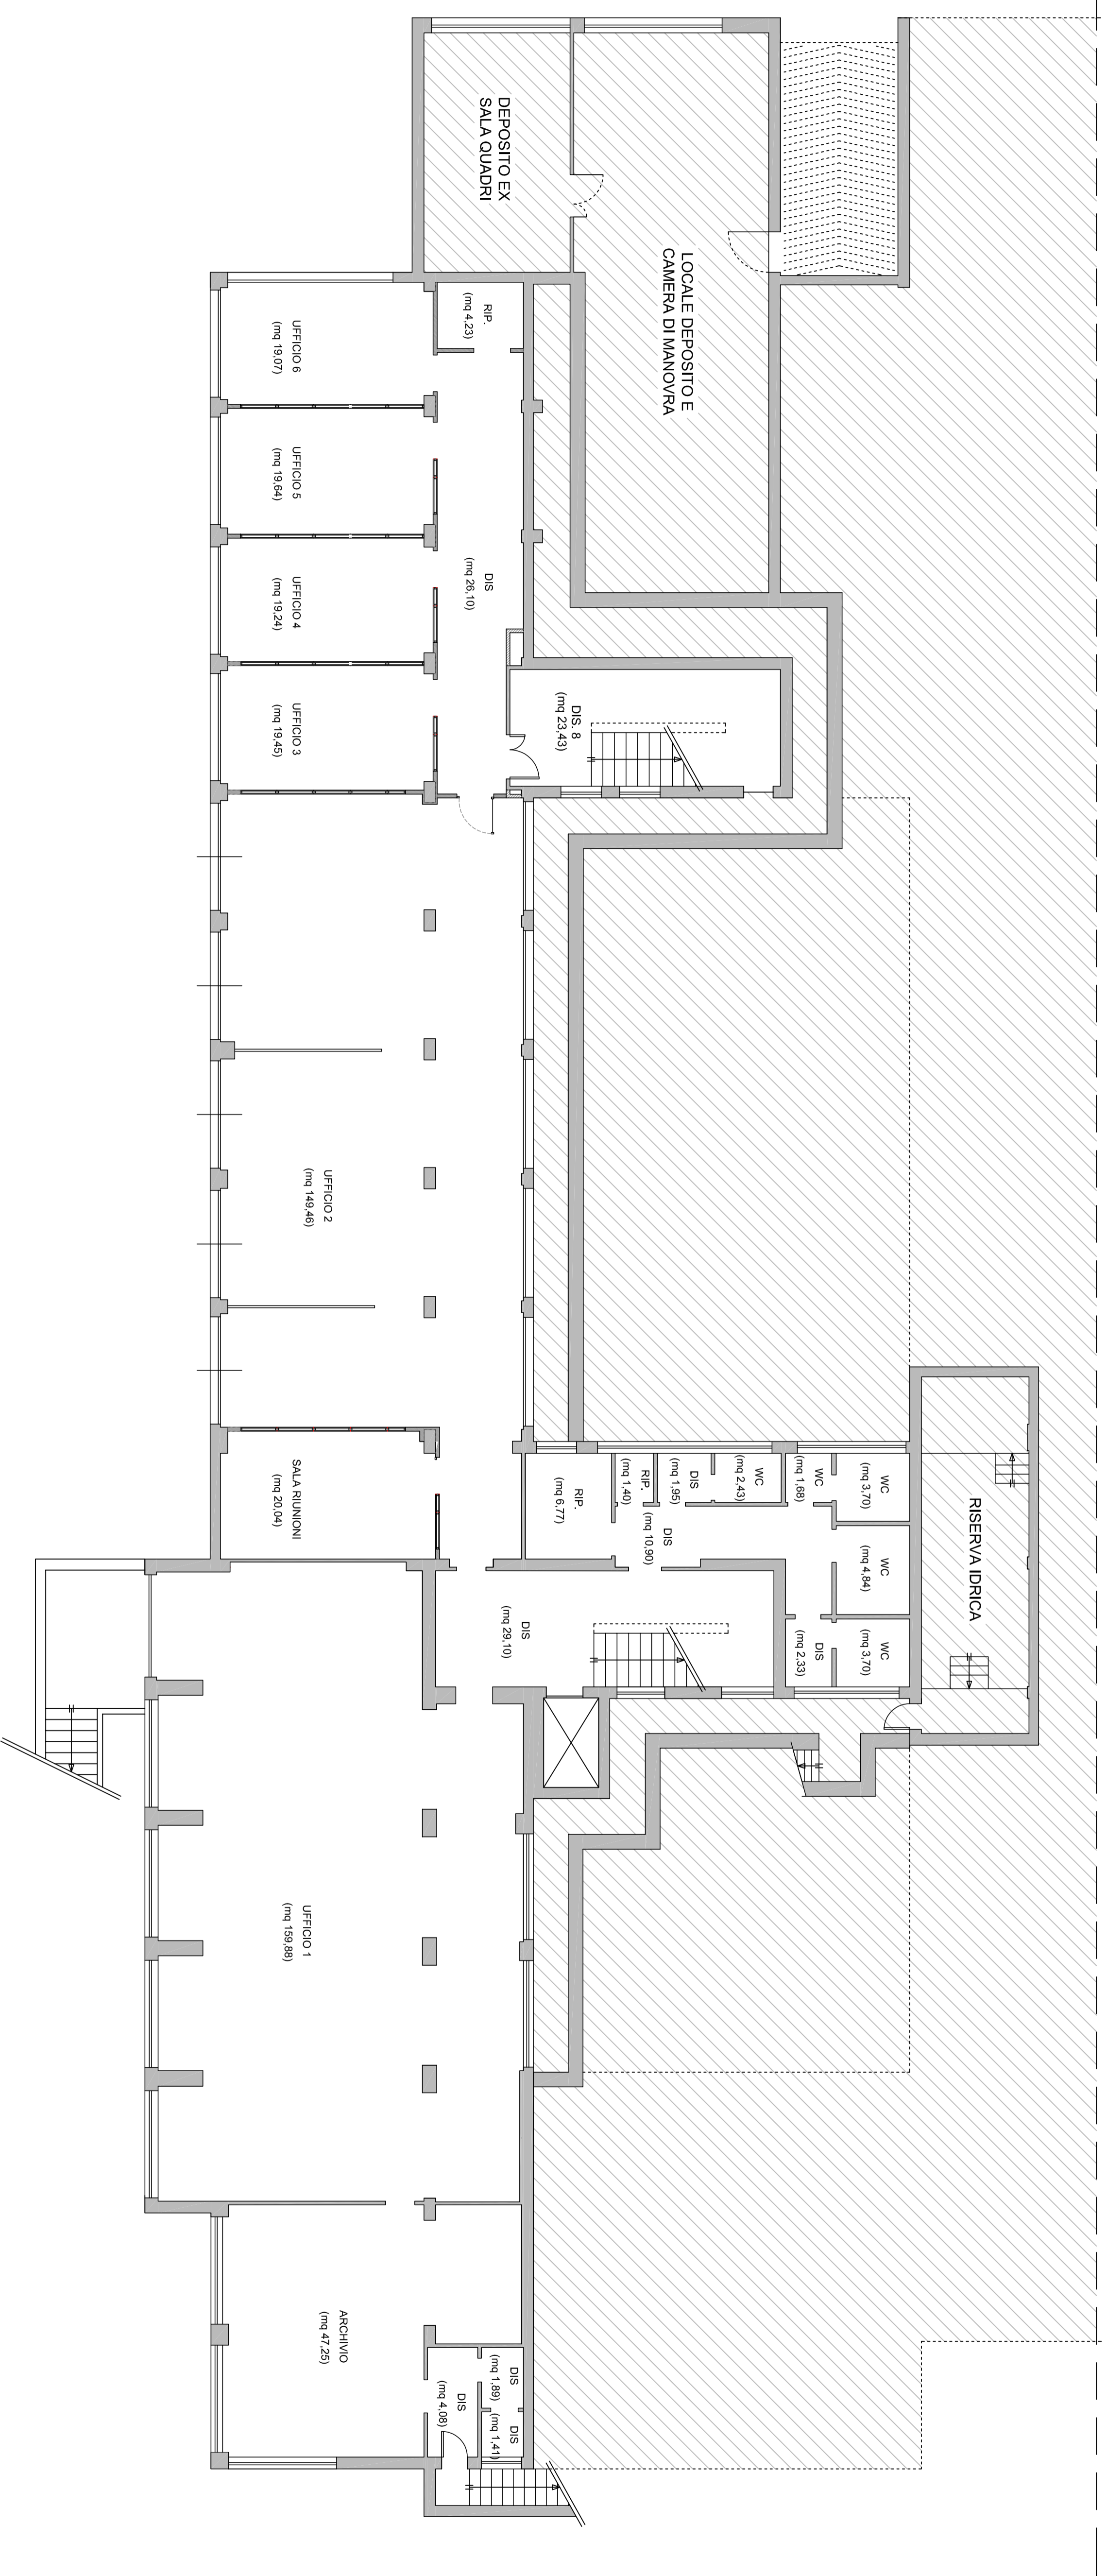 DEPOSITO EX
SALA QUADRI
LOCALE DEPOSITO E
CAMERA DI MANOVRA
RIP.
(mq 4,23)
UFFICIO 6
(mq 19,07)
UFFICIO 5
(mq 19,64)
UFFICIO 4
(mq 19,24)
UFFICIO 3
(mq 19,45)
DIS
(mq 26,10)
DIS. 8
(mq 23,43)
UFFICIO 2
(mq 149,46)
SALA RIUNIONI
(mq 20,04)
RIP.
(mq 6,77)
RIP.
(mq 1,40)
DIS
(mq 1,95)
WC
(mq 2,43)
WC
(mq 1,68)
WC
(mq 3,70)
DIS
(mq 10,90)
WC
(mq 4,84)
WC
(mq 3,70)
DIS
(mq 2,33)
RISERVA IDRICA
DIS
(mq 29,10)
UFFICIO 1
(mq 159,88)
ARCHIVIO
(mq 47,25)
DIS
(mq 1,89)
DIS
(mq 4,08)
DIS
(mq 1,41)